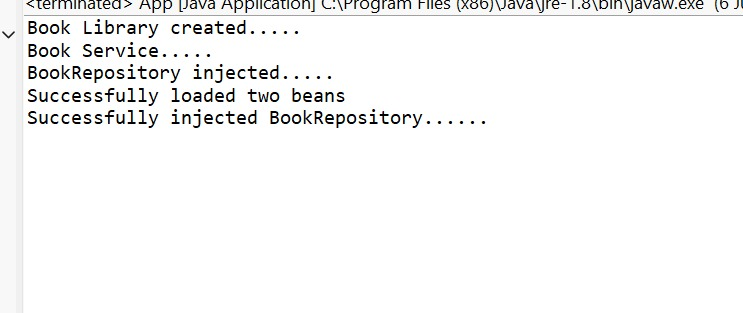 <terminated> App [Java Application] C:\Program Files (x86)\Java\jre-1.8\bin\javaw.exe (6 J
Book Library created.....
Book Service.....
BookRepository injected.....
Successfully loaded two beans
Successfully injected BookRepository......